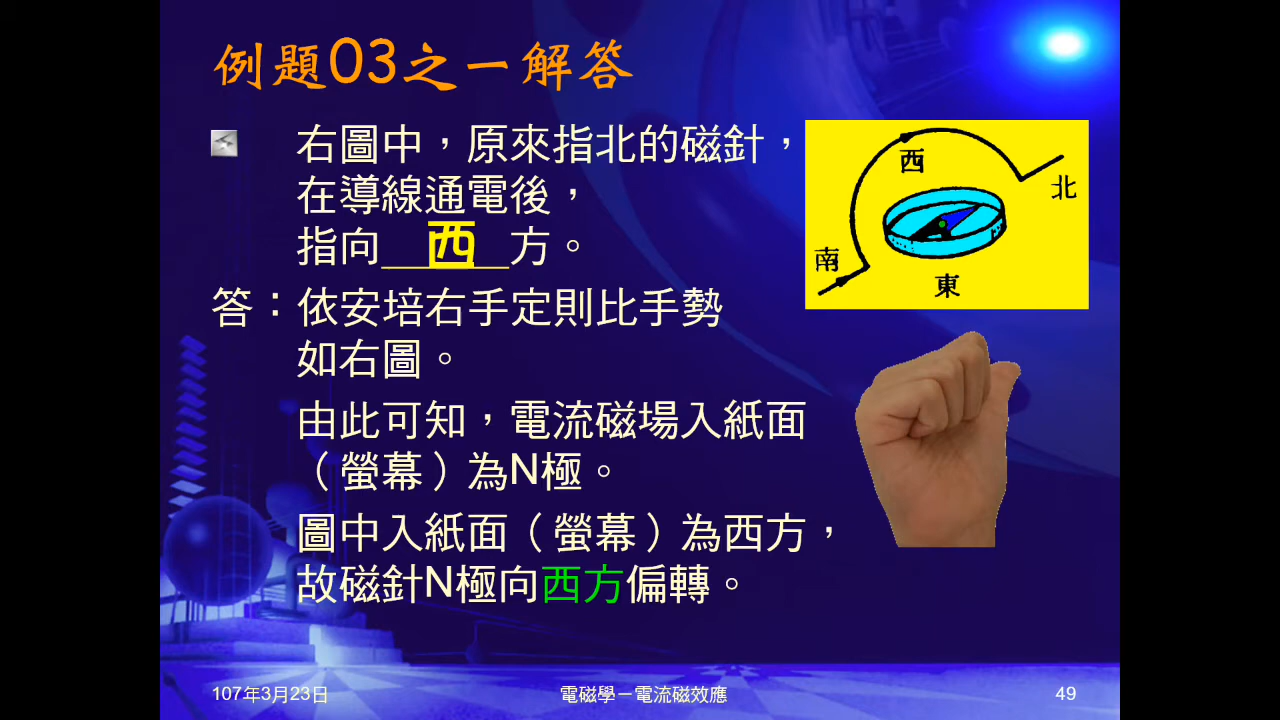 例題03之一解答
右圖中，原來指北的磁針，
在導線通電後，
指向__西__方。
答：依安培右手定則比手勢
如右圖。
由此可知，電流磁場入紙面
（螢幕）為N極。
圖中入紙面（螢幕）為西方，
故磁針N極向西方偏轉。
西
北
南
東
107年3月23日
電磁學－電流磁效應
49